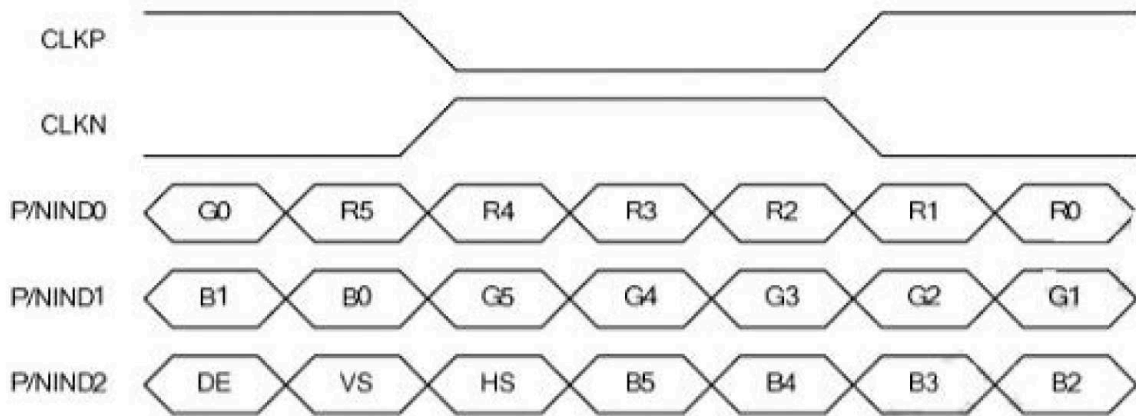 CLKP
CLKN
P/NIND0 G0 R5 R4 R3 R2 R1 R0
P/NIND1 B1 B0 G5 G4 G3 G2 G1
P/NIND2 DE VS HS B5 B4 B3 B2